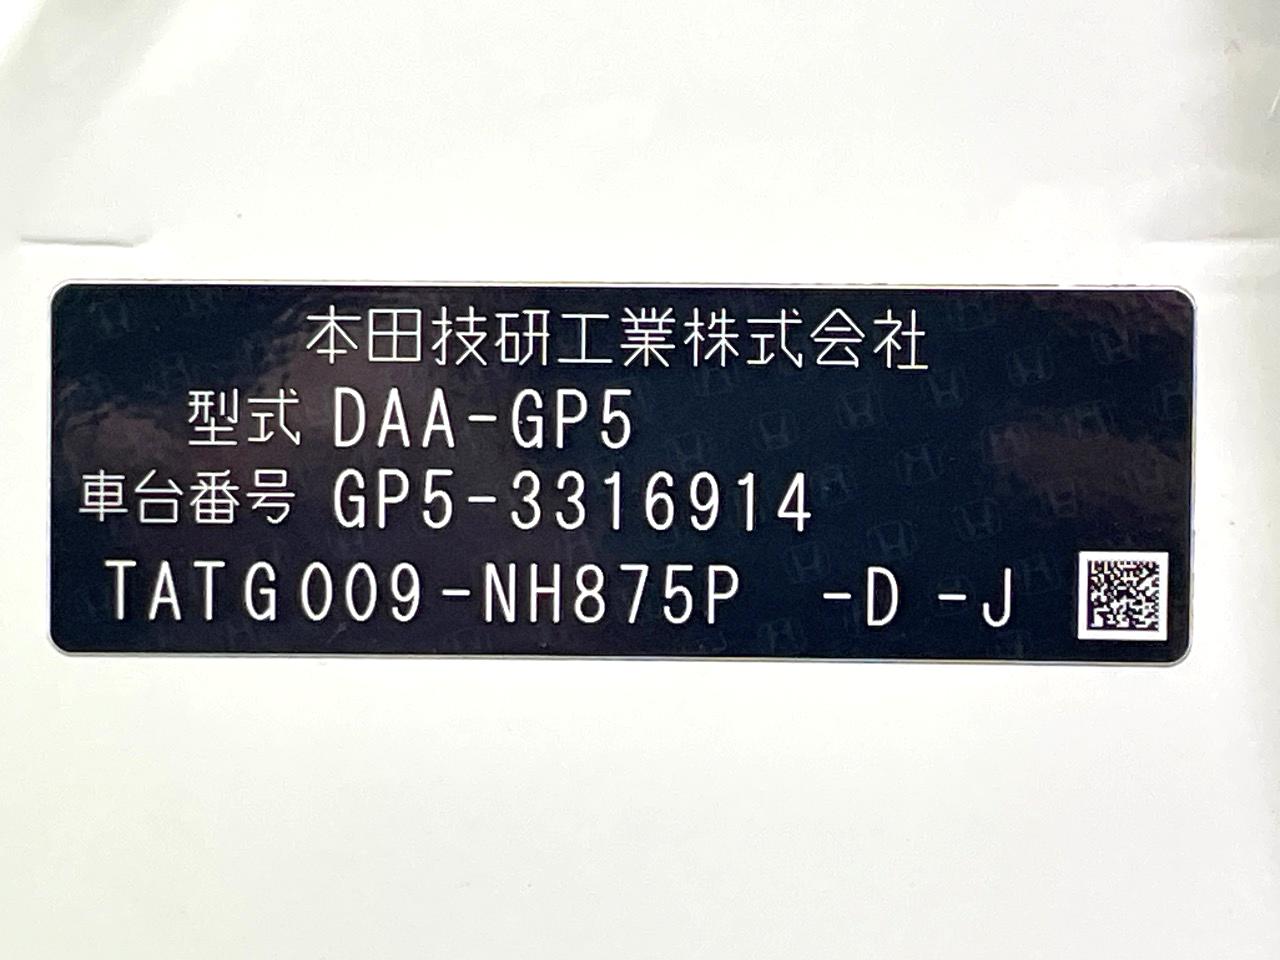 本田技研工業株式会社
型式 DAA-GP5
車台番号 GP5-3316914
TATG009-NH875P -D -J